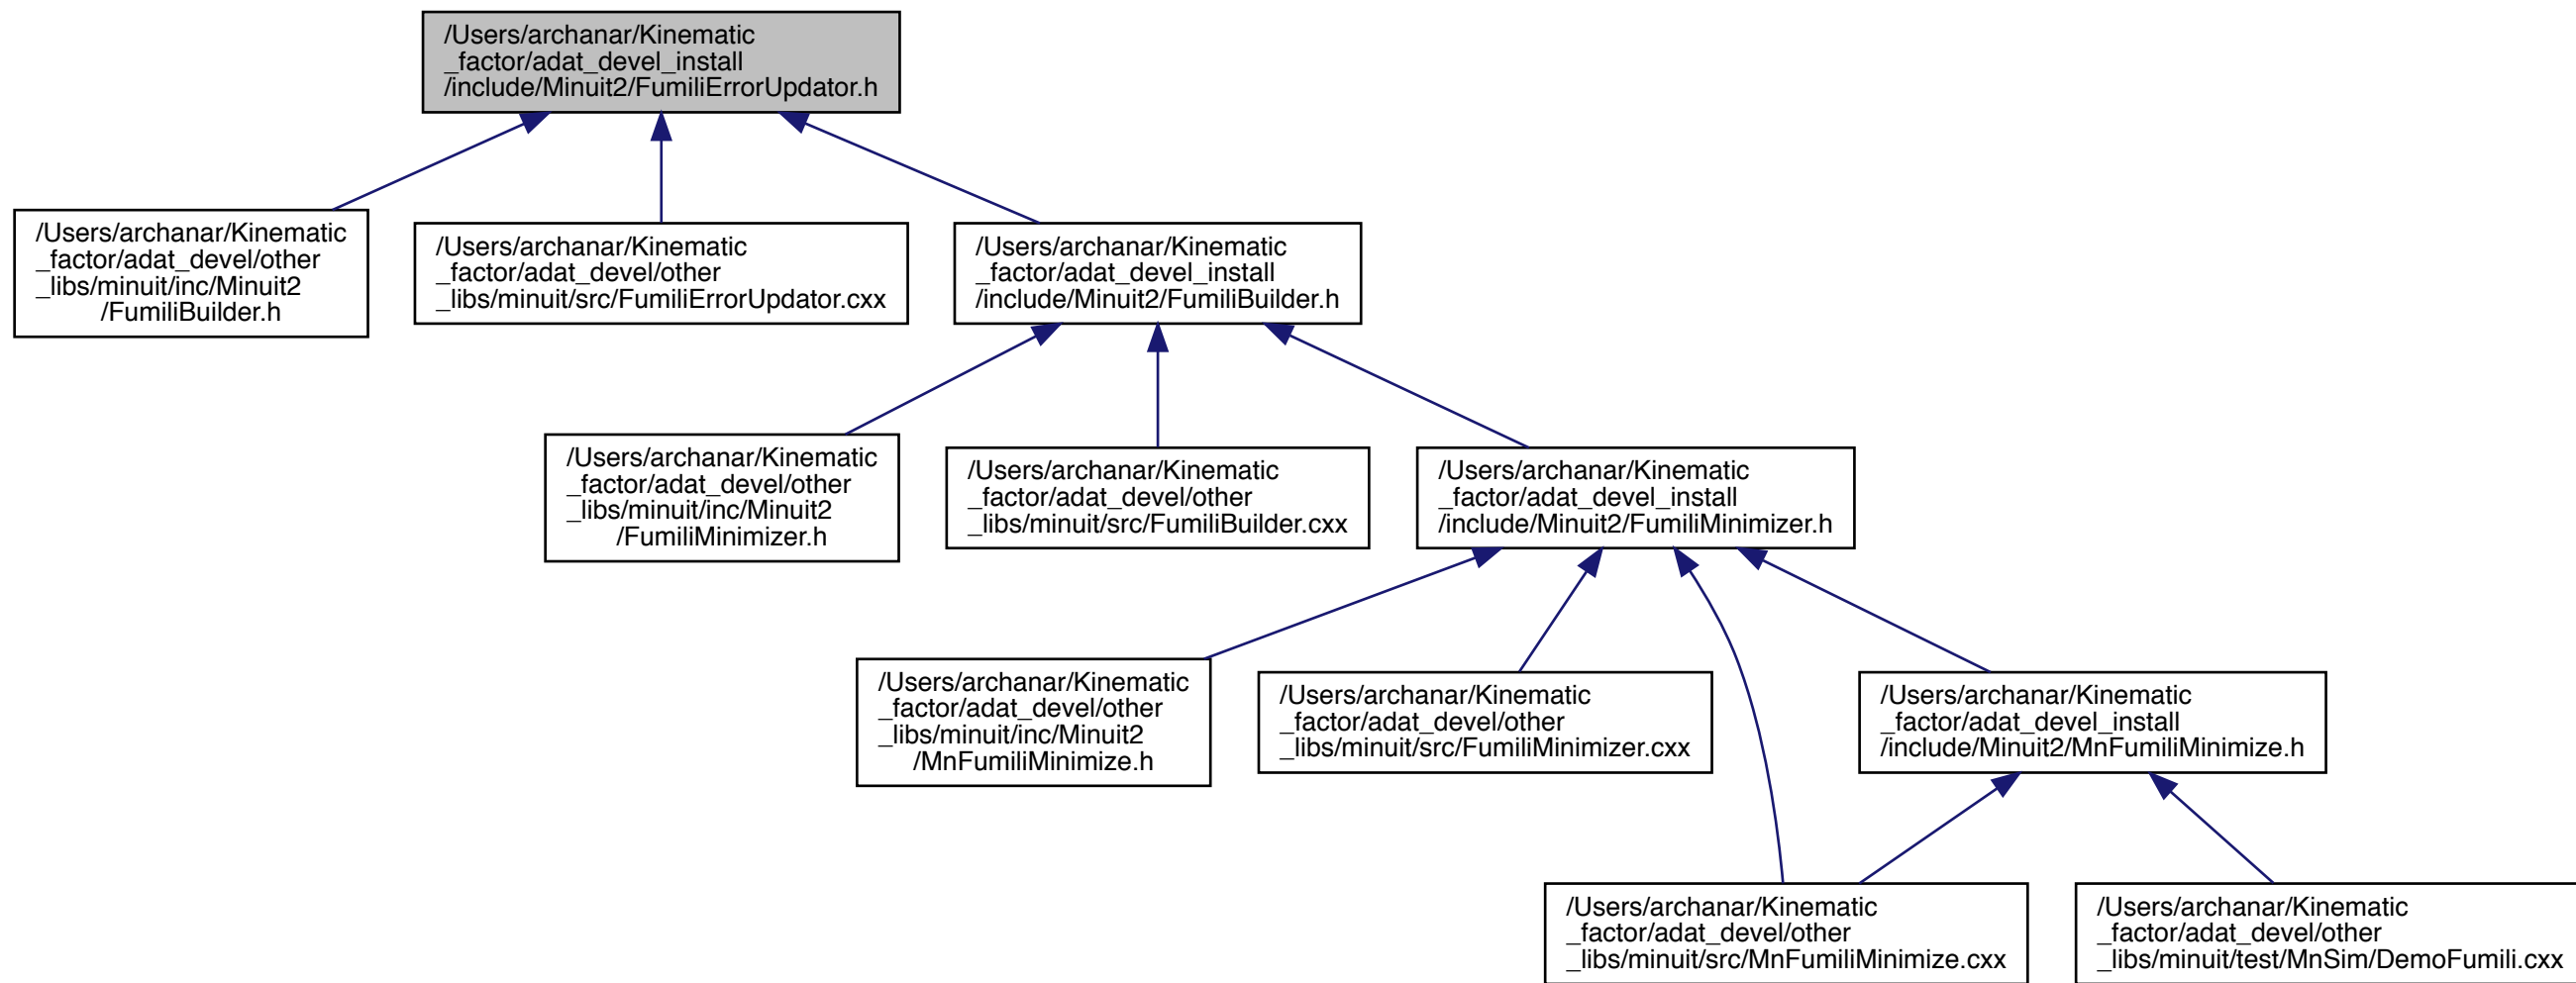 /Users/archanar/Kinematic
_factor/adat_devel_install
/include/Minuit2/FumiliErrorUpdator.h
/Users/archanar/Kinematic
_factor/adat_devel/other
_libs/minuit/inc/Minuit2
/FumiliBuilder.h
/Users/archanar/Kinematic
_factor/adat_devel/other
_libs/minuit/src/FumiliErrorUpdator.cxx
/Users/archanar/Kinematic
_factor/adat_devel_install
/include/Minuit2/FumiliBuilder.h
/Users/archanar/Kinematic
_factor/adat_devel/other
_libs/minuit/inc/Minuit2
/FumiliMinimizer.h
/Users/archanar/Kinematic
_factor/adat_devel/other
_libs/minuit/src/FumiliBuilder.cxx
/Users/archanar/Kinematic
_factor/adat_devel_install
/include/Minuit2/FumiliMinimizer.h
/Users/archanar/Kinematic
_factor/adat_devel/other
_libs/minuit/inc/Minuit2
/MnFumiliMinimize.h
/Users/archanar/Kinematic
_factor/adat_devel/other
_libs/minuit/src/FumiliMinimizer.cxx
/Users/archanar/Kinematic
_factor/adat_devel_install
/include/Minuit2/MnFumiliMinimize.h
/Users/archanar/Kinematic
_factor/adat_devel/other
_libs/minuit/src/MnFumiliMinimize.cxx
/Users/archanar/Kinematic
_factor/adat_devel/other
_libs/minuit/test/MnSim/DemoFumili.cxx